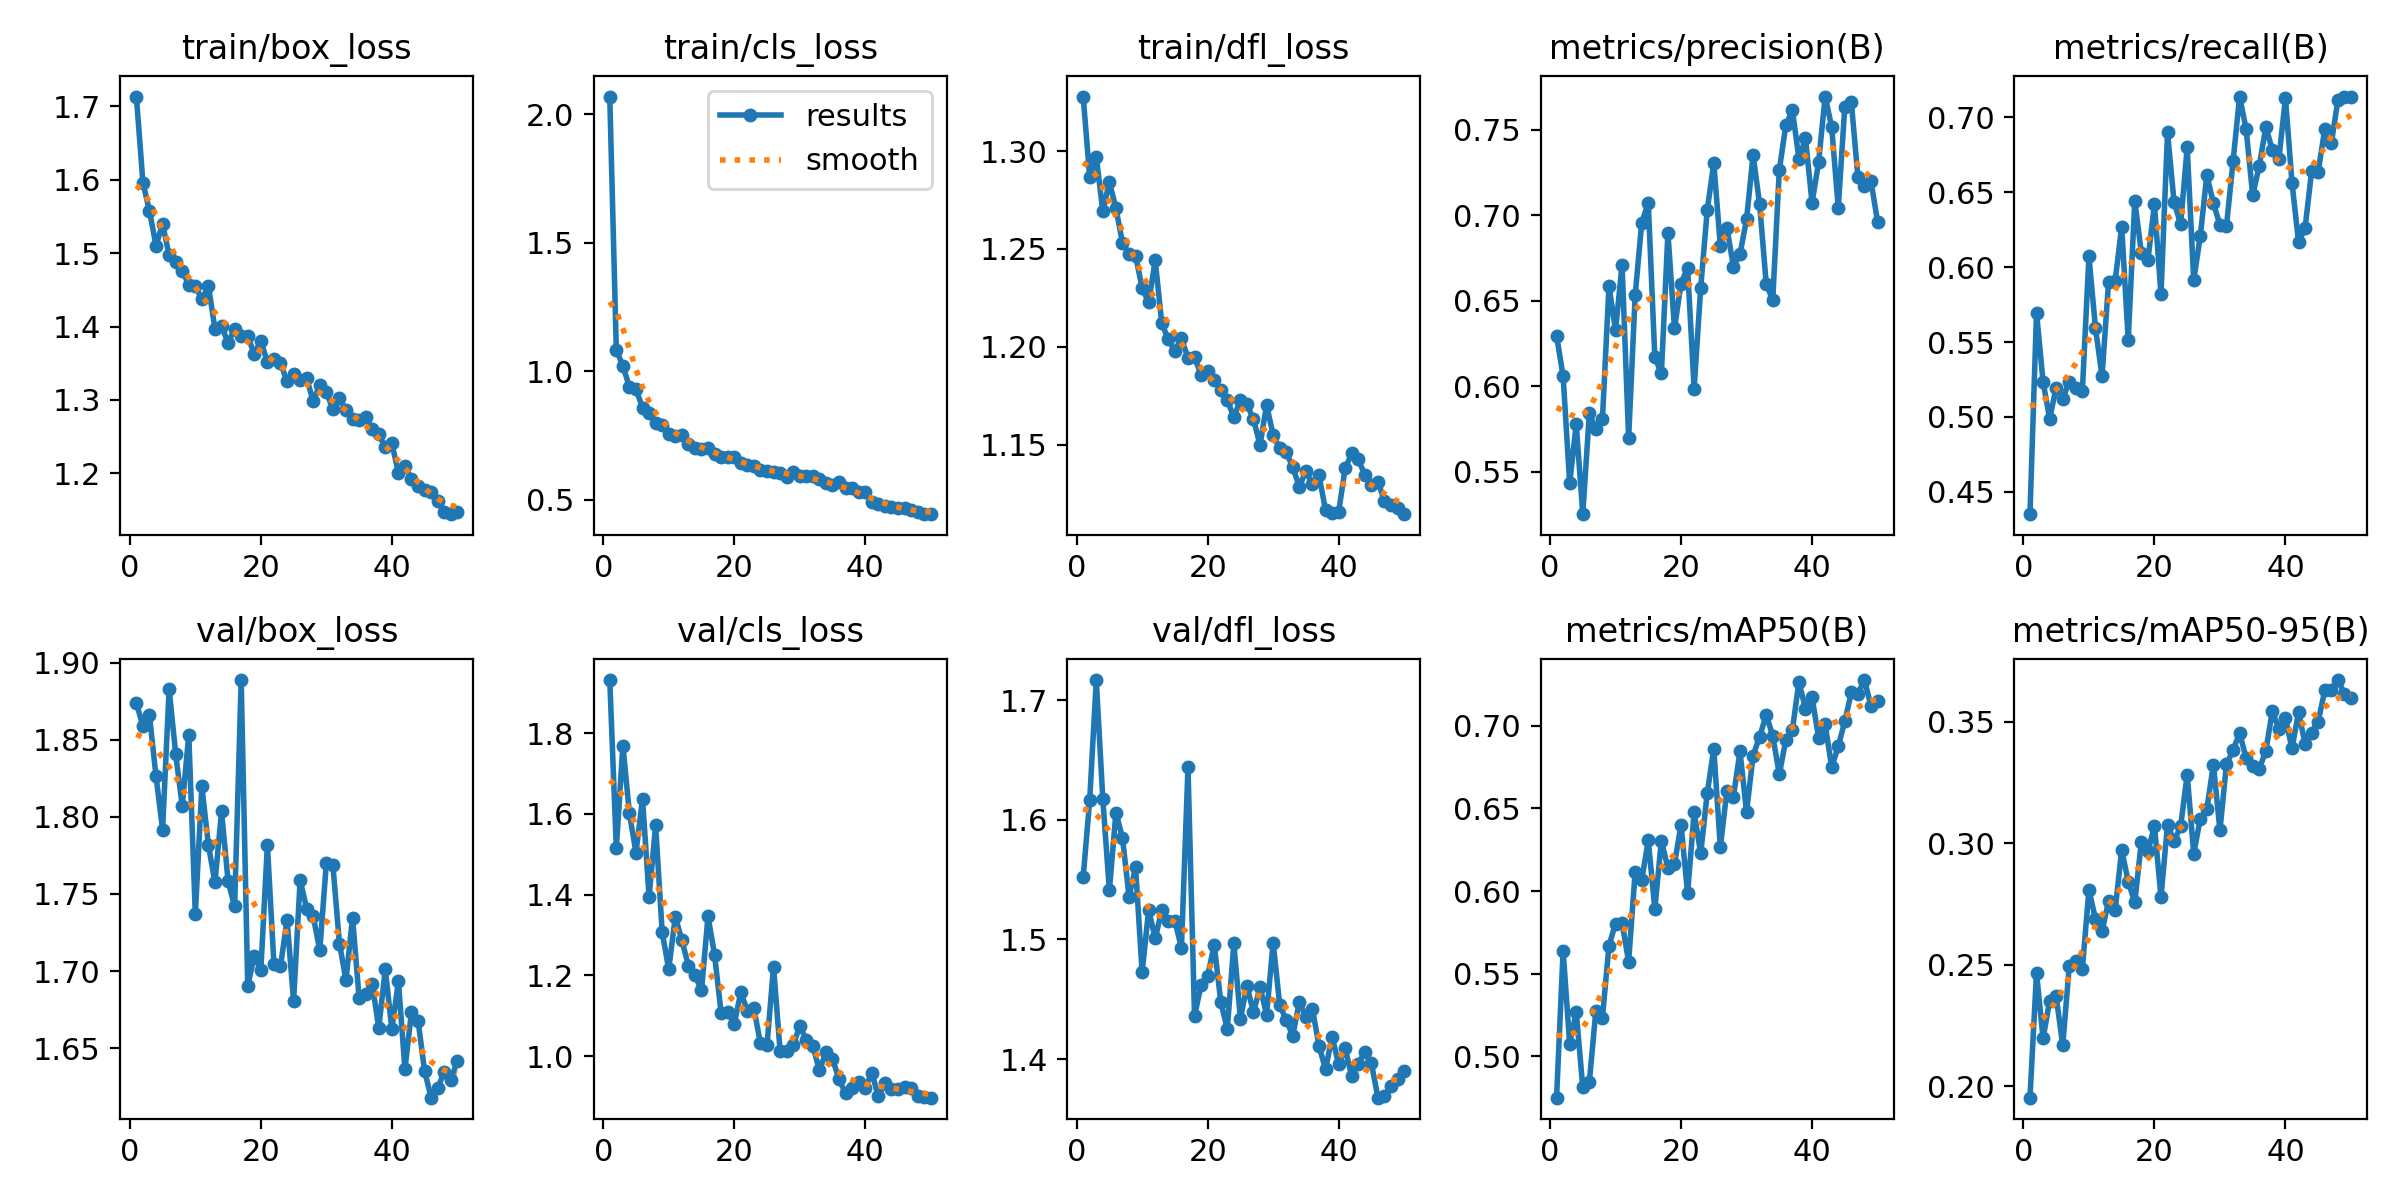 train/box_loss
1.7
1.6
1.5
1.4
1.3
1.2
0 20 40
train/cls_loss
results
smooth
2.0
1.5
1.0
0.5
0 20 40
train/dfl_loss
1.30
1.25
1.20
1.15
0 20 40
metrics/precision(B)
0.75
0.70
0.65
0.60
0.55
0 20 40
metrics/recall(B)
0.70
0.65
0.60
0.55
0.50
0.45
0 20 40
val/box_loss
1.90
1.85
1.80
1.75
1.70
1.65
0 20 40
val/cls_loss
1.8
1.6
1.4
1.2
1.0
0 20 40
val/dfl_loss
1.7
1.6
1.5
1.4
0 20 40
metrics/mAP50(B)
0.70
0.65
0.60
0.55
0.50
0 20 40
metrics/mAP50-95(B)
0.35
0.30
0.25
0.20
0 20 40